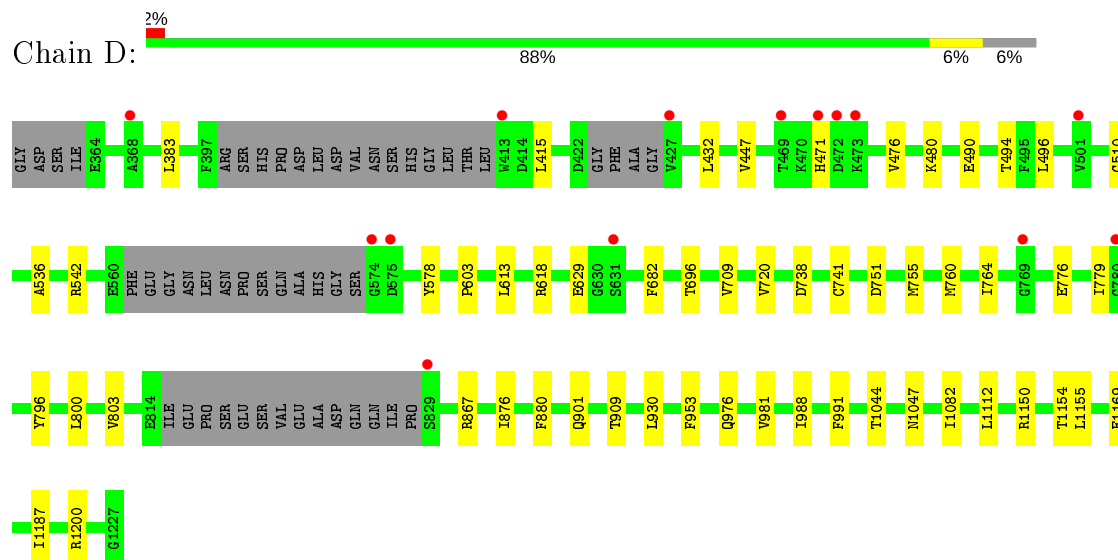 2%
Chain D:
88% 6% 6%
GLY ASP SER ILE E364 A368 L383 F397 ARG SER HIS PRO ASP LEU ASP VAL ASN SER HIS GLY LEU THR LEU W413 D414 L415 D422 GLY PHE ALA GLY V427 L432 V447 T469 K470 H471 D472 K473 V476 K480 E490 T494 F495 L496 V501
A536 R542 E560 PHE GLU GLY ASN LEU ASN PRO SER GLN ALA HIS GLY SER G574 D575 Y578 P603 L613 R618 E629 G630 S631 F682 T696 V709 V720 D738 C741 D751 M755 M760 I764 G769 E776 I779
Y796 L800 V803 E814 ILE GLU PRO SER GLU SER VAL GLU ALA ASP GLN GLN ILE PRO S829 R867 I876 F880 Q901 T909 L930 F953 Q976 V981 I988 F991 T1044 N1047 I1082 L1112 R1150 T1154 L1155
I1187 R1200 G1227